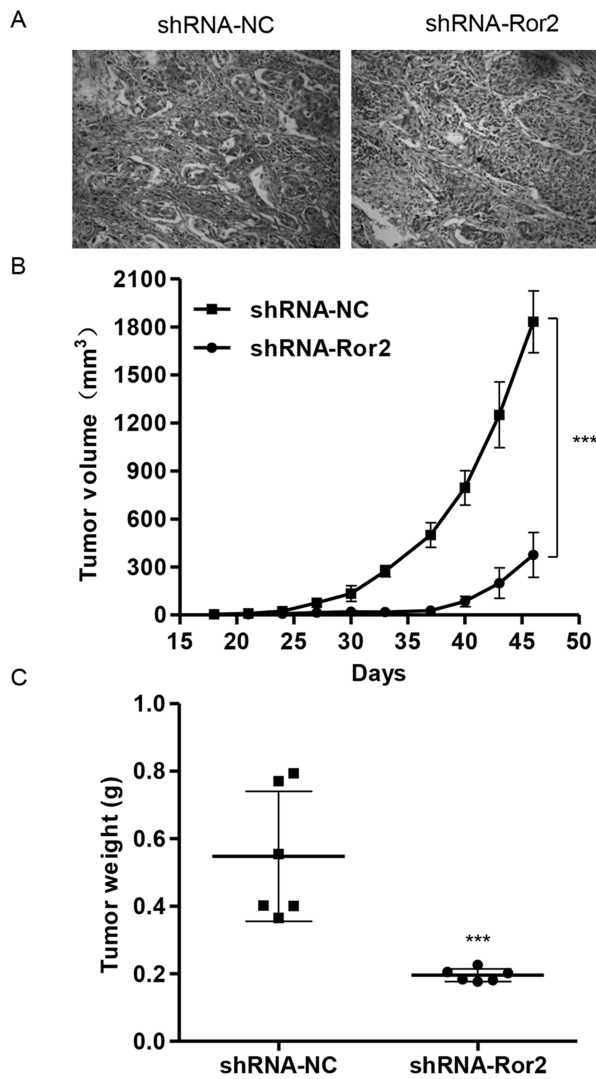 A
shRNA-NC
shRNA-Ror2
B
2100
1800
1500
1200
900
600
300
0
Tumor volume（mm³）
shRNA-NC
shRNA-Ror2
***
15
20
25
30
35
40
45
50
Days
C
1.0
0.8
0.6
0.4
0.2
0.0
Tumor weight (g)
***
shRNA-NC
shRNA-Ror2